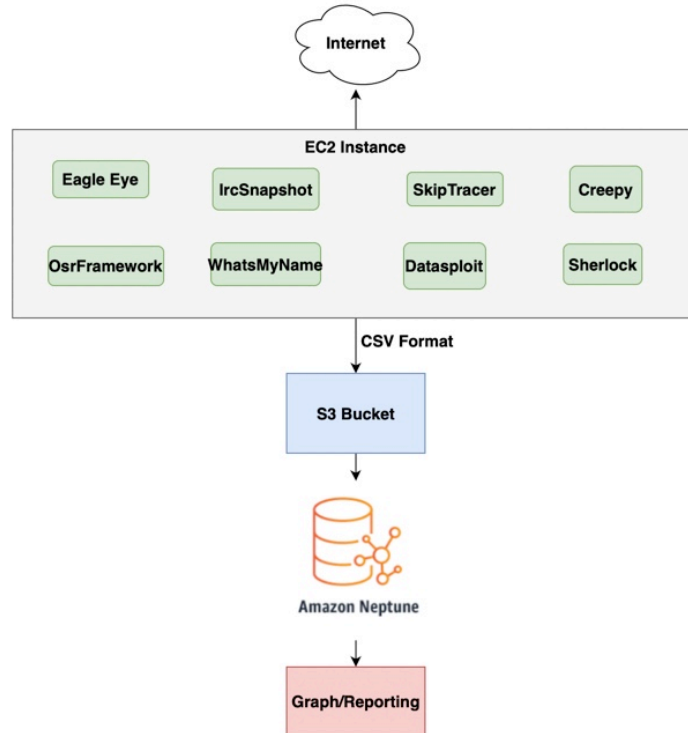 Internet
EC2 Instance
Eagle Eye
IrcSnapshot
SkipTracer
Creepy
OsrFramework
WhatsMyName
Datasploit
Sherlock
CSV Format
S3 Bucket
Amazon Neptune
Graph/Reporting